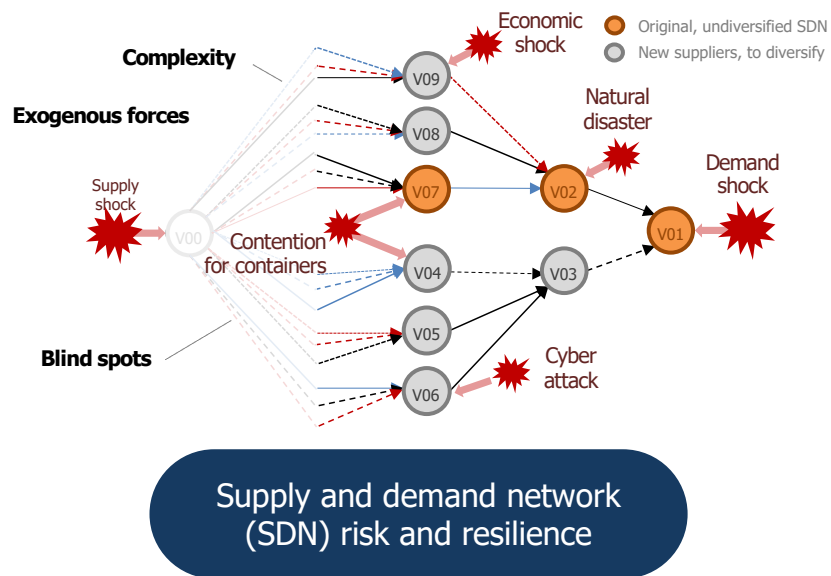 Economic
shock
Original, undiversified SDN
New suppliers, to diversify
Complexity
V09
Natural
disaster
Exogenous forces
V08
Demand
shock
Supply
shock
V07
V02
V00
V01
Contention
for containers
V04
V03
V05
Blind spots
Cyber
attack
V06
Supply and demand network
(SDN) risk and resilience